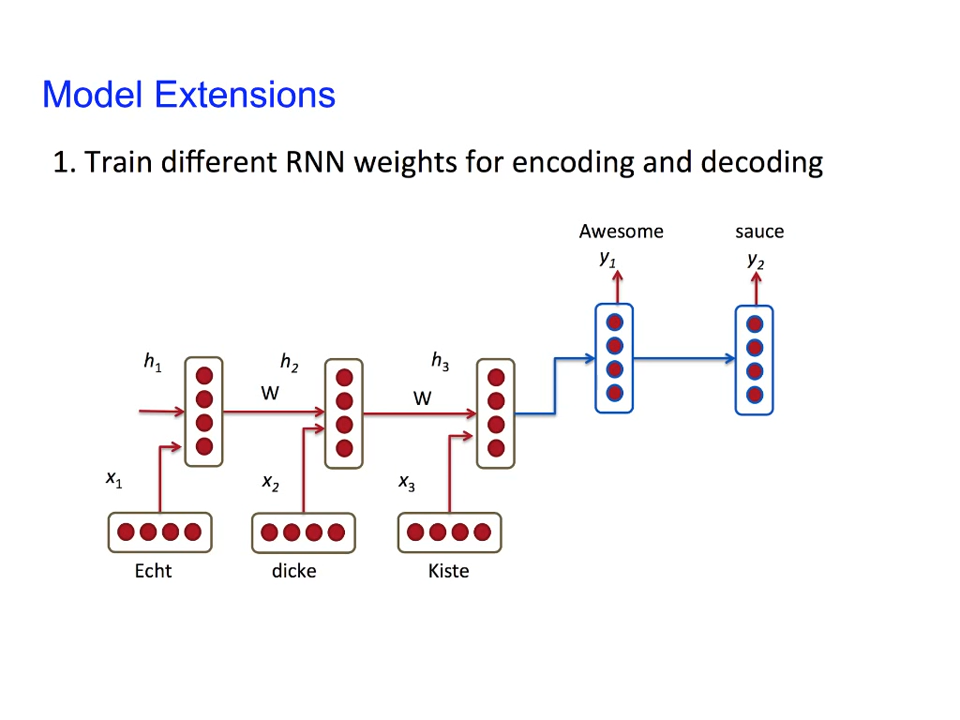 Model Extensions
1. Train different RNN weights for encoding and decoding
Awesome sauce
y1 y2
h1 h2 h3
W W
x1 x2 x3
Echt dicke Kiste